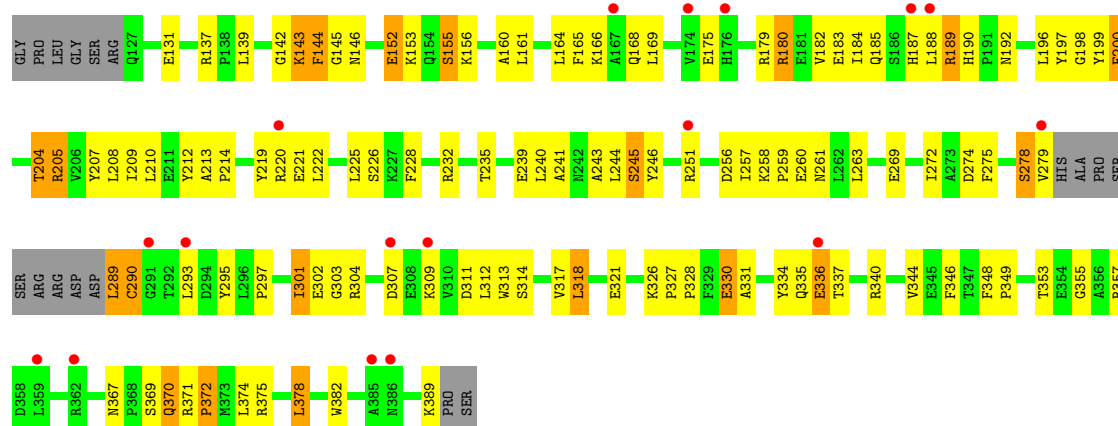 GLY PRO LEU GLY SER ARG Q127 E131 R137 P138 L139 G142 K143 F144 G145 N146 E152 K153 Q154 S155 K156 A160 L161 L164 F165 K166 A167 Q168 L169 V174 E175 H176 R179 R180 E181 V182 E183 I184 Q185 S186 H187 L188 R189 H190 P191 N192 L196 Y197 G198 Y199 F200
T204 R205 V206 Y207 L208 I209 L210 E211 Y212 A213 P214 Y219 R220 E221 L222 L225 S226 K227 F228 R232 T235 E239 L240 A241 N242 A243 L244 S245 Y246 R251 D256 I257 K258 P259 E260 N261 L262 L263 E269 I272 A273 D274 F275 S278 V279 HIS ALA PRO SER
SER ARG ARG ASP ASP L289 C290 G291 T292 L293 D294 Y295 L296 P297 I301 E302 G303 R304 D307 E308 K309 V310 D311 L312 W313 S314 V317 L318 E321 K326 P327 P328 F329 E330 A331 Y334 Q335 E336 T337 R340 V344 E345 F346 T347 F348 P349 T353 E354 G355 A356 R357
D358 L359 R362 N367 P368 S369 Q370 R371 P372 M373 L374 R375 L378 W382 A385 N386 K389 PRO SER